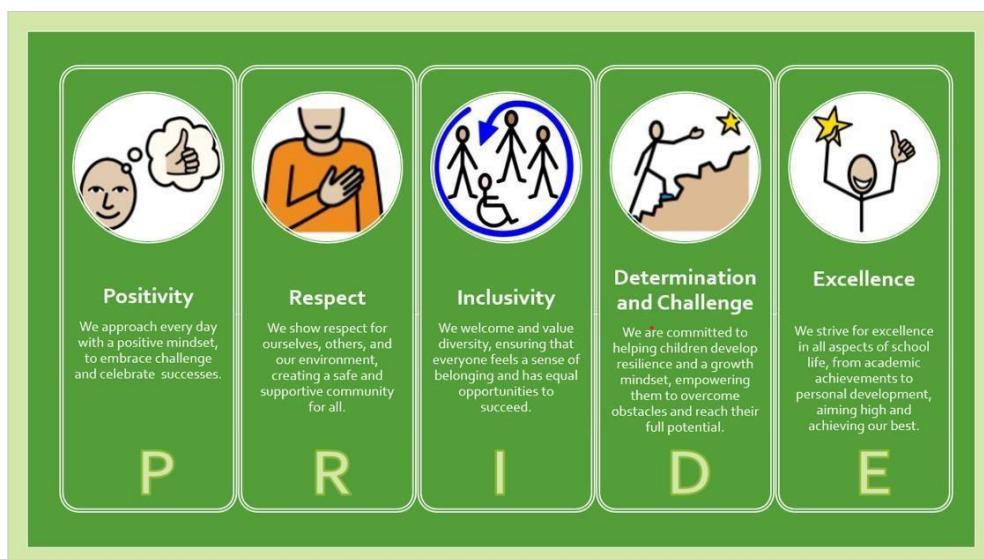 Positivity
We approach every day
with a positive mindset,
to embrace challenge
and celebrate successes.
P
Respect
We show respect for
ourselves, others, and
our environment,
creating a safe and
supportive community
for all.
R
Inclusivity
We welcome and value
diversity, ensuring that
everyone feels a sense of
belonging and has equal
opportunities to
succeed.
I
Determination
and Challenge
We are committed to
helping children develop
resilience and a growth
mindset, empowering
them to overcome
obstacles and reach their
full potential.
D
Excellence
We strive for excellence
in all aspects of school
life, from academic
achievements to
personal development,
aiming high and
achieving our best.
E